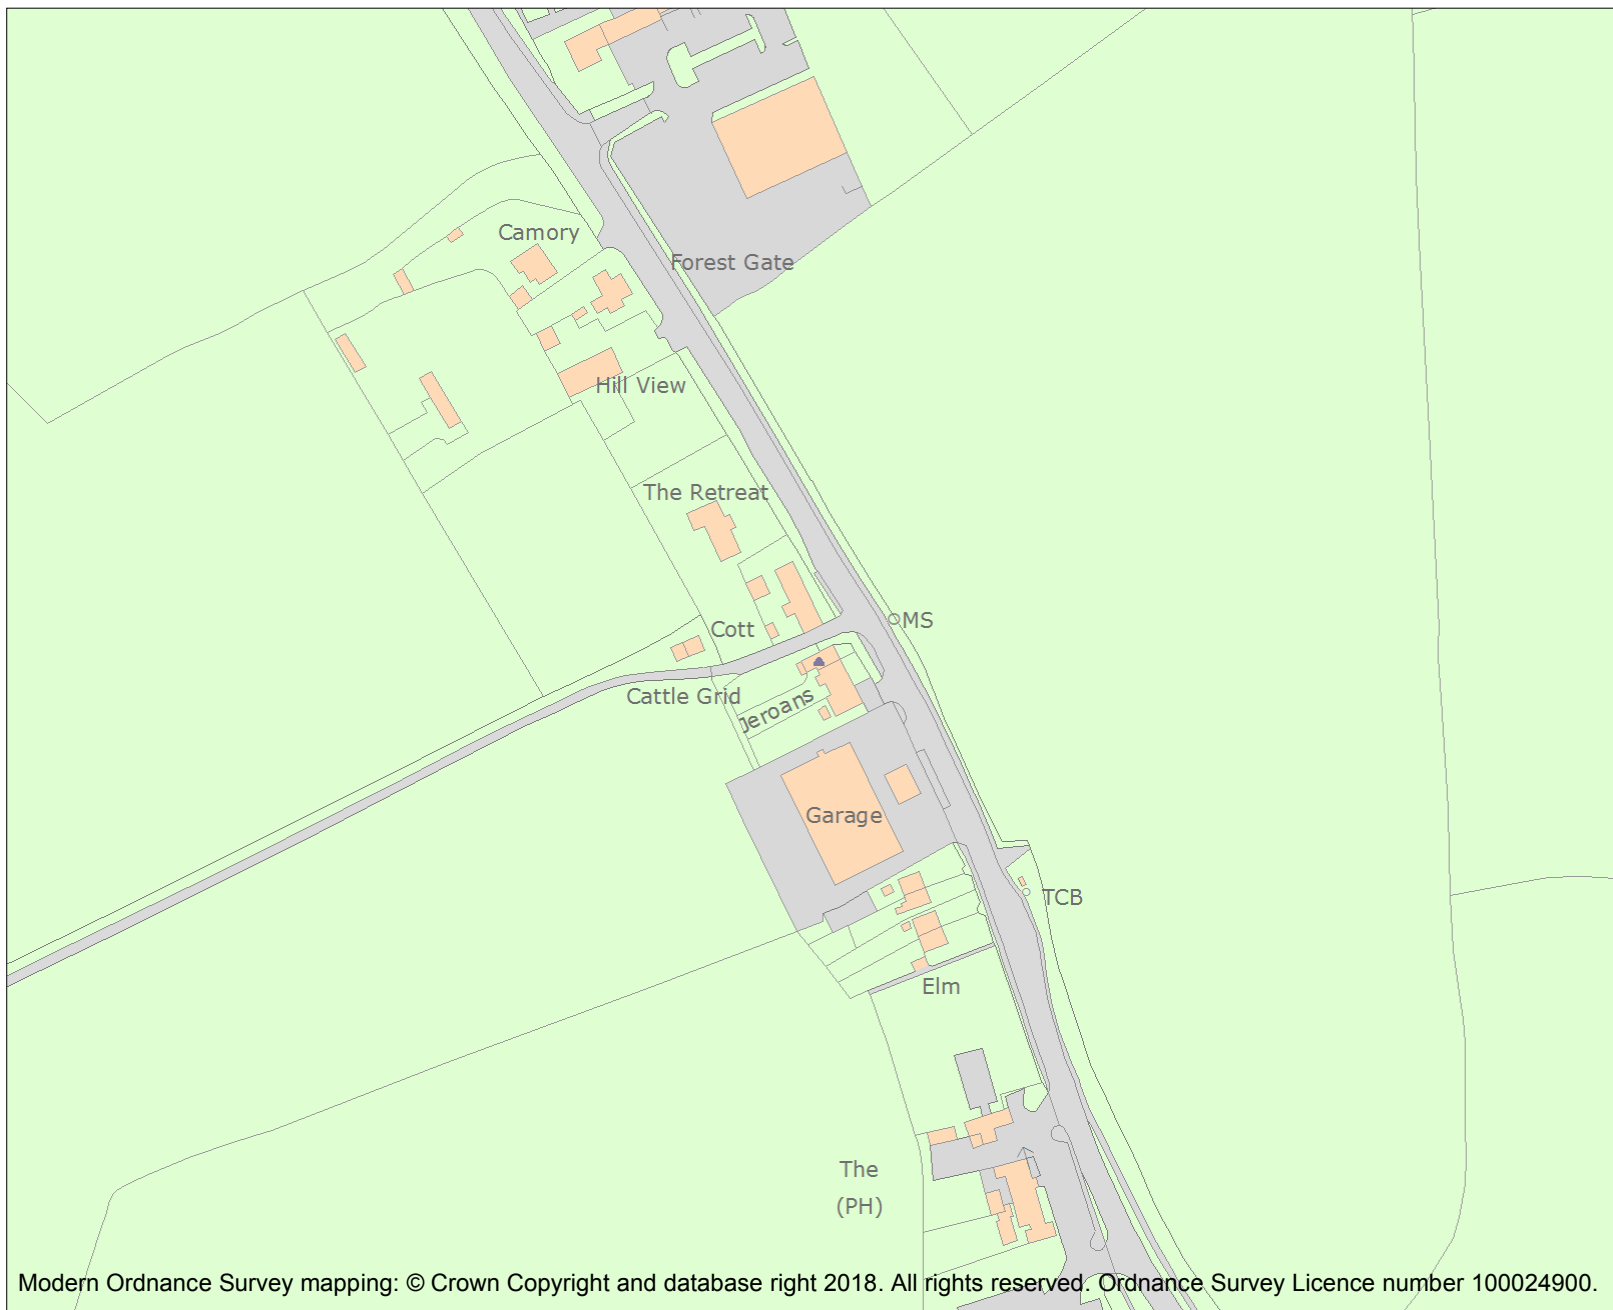 Camory
Forest Gate
Hill View
The Retreat
MS
Cott
Cattle Grid
Jeroans
Garage
TCB
Elm
The
(PH)
Modern Ordnance Survey mapping: © Crown Copyright and database right 2018. All rights reserved. Ordnance Survey Licence number 100024900.